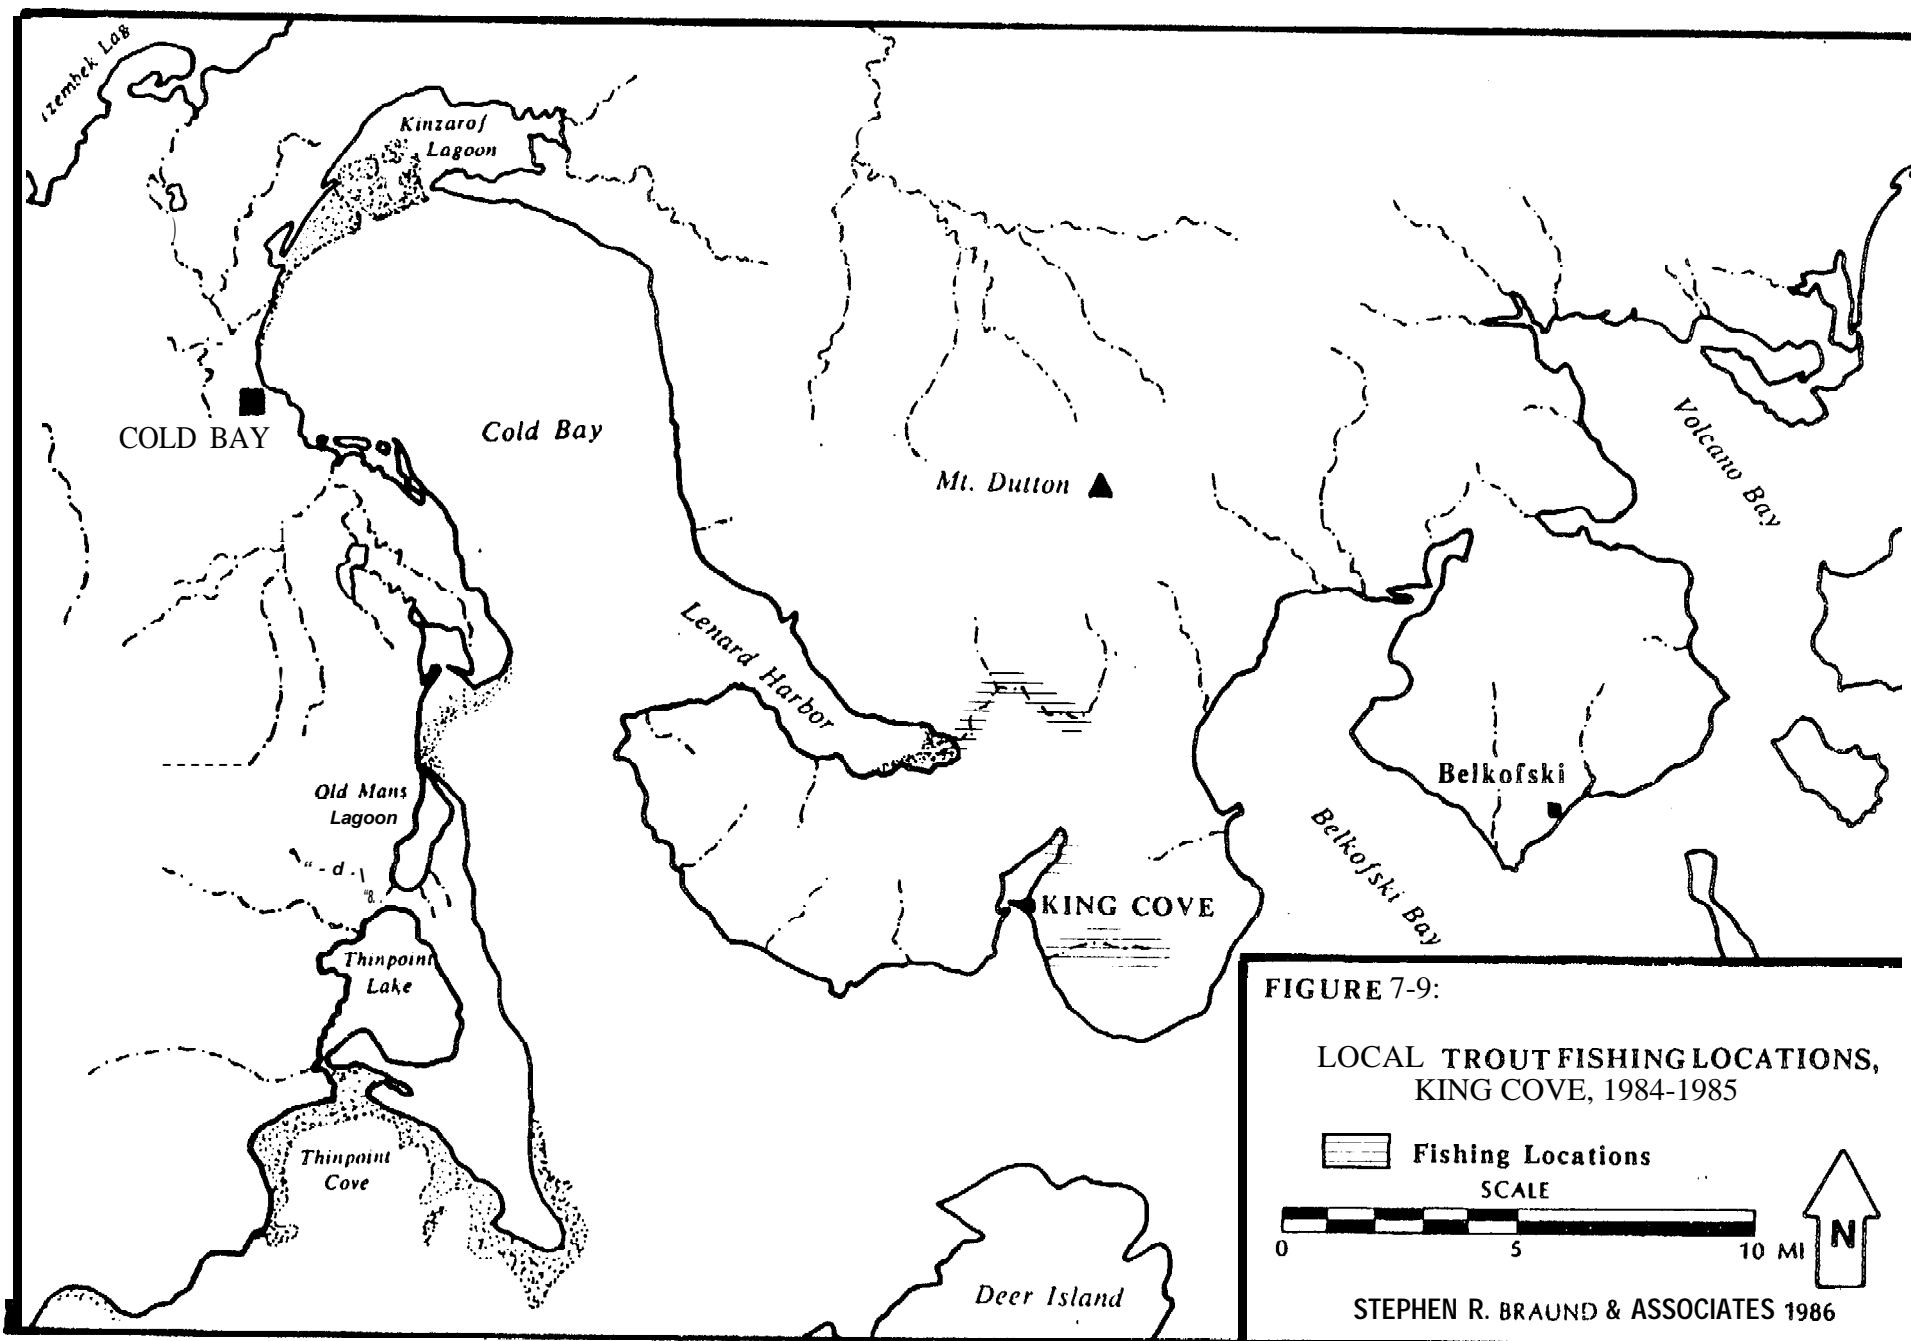 Kinzarof
Lagoon
COLD BAY
Cold Bay
Mt. Dutton
Volcano Bay
Lenard Harbor
Old Mans
Lagoon
Belkofski
Belkofski Bay
KING COVE
Thinpoint
Lake
Thinpoint
Cove
Deer Island
FIGURE 7-9:
LOCAL TROUT FISHING LOCATIONS,
KING COVE, 1984-1985
Fishing Locations
SCALE
0 5 10 MI
N
STEPHEN R. BRAUND & ASSOCIATES 1986